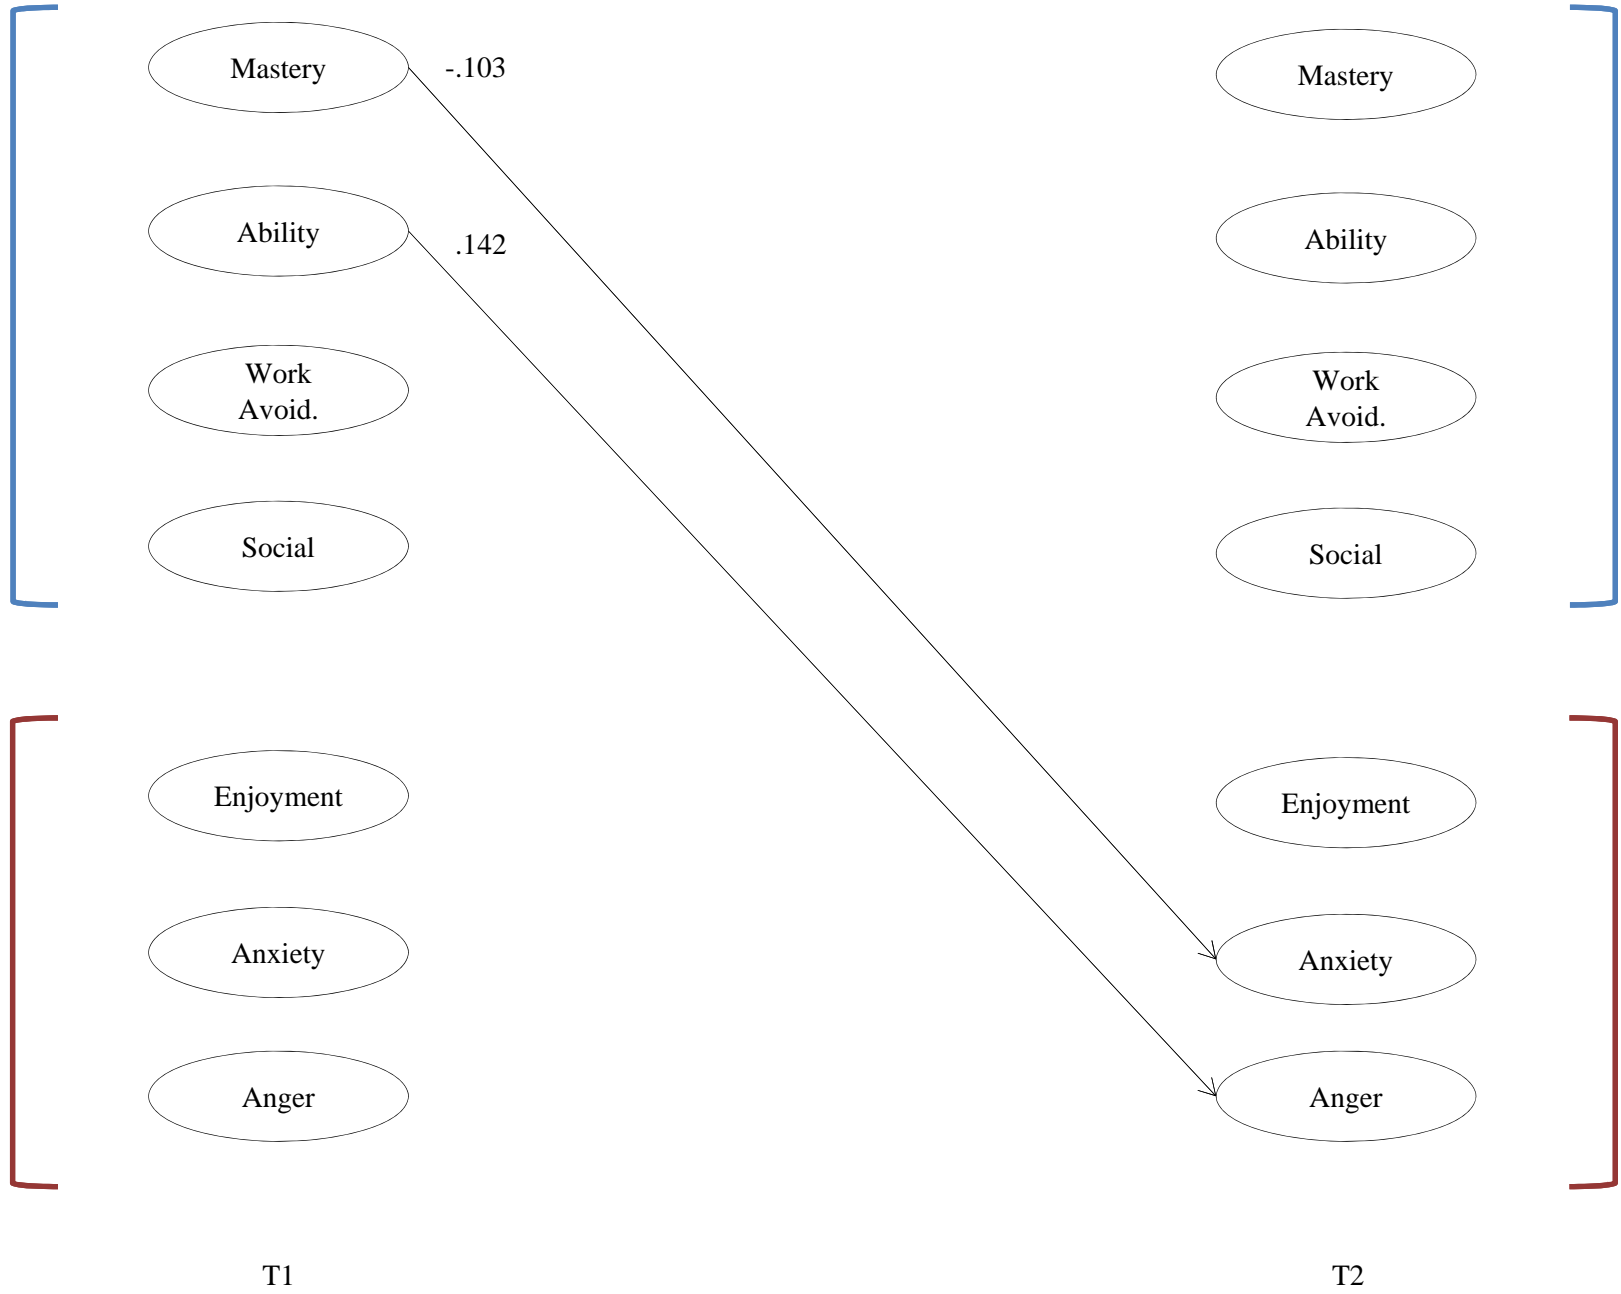 Mastery
-.103
Mastery
Ability
.142
Ability
Work
Avoid.
Work
Avoid.
Social
Social
Enjoyment
Enjoyment
Anxiety
Anxiety
Anger
Anger
T1
T2